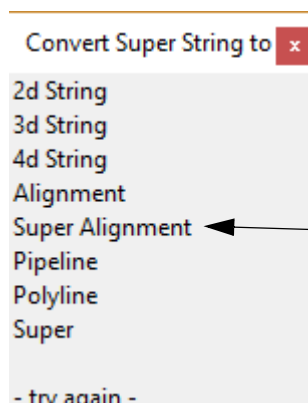 Convert Super String to
x
2d String
3d String
4d String
Alignment
Super Alignment
Pipeline
Polyline
Super
- try again -